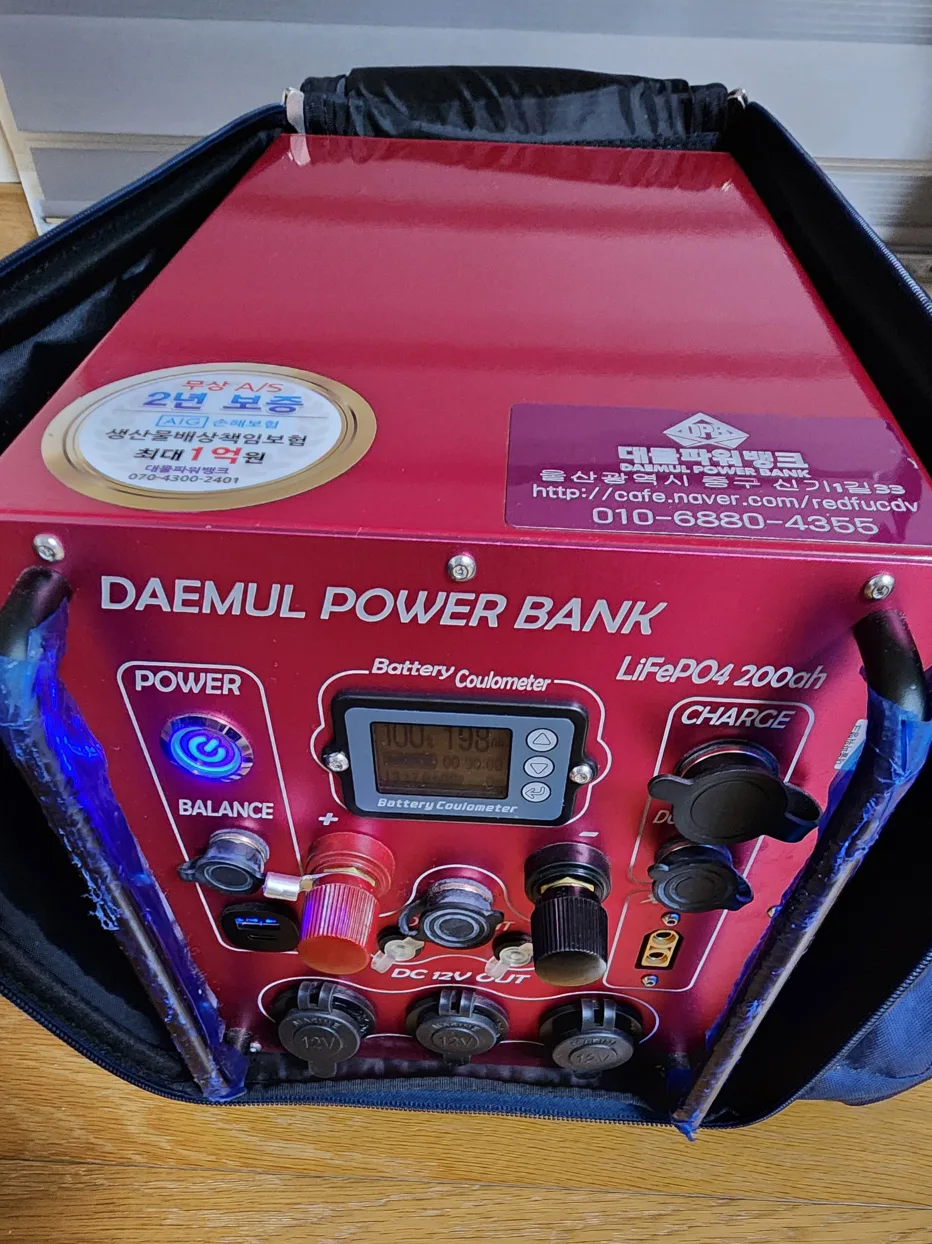 무상 A/S
2년 보증
AIG 손해보험
생산물배상책임보험
최대 1억원
대물파워뱅크
070-4300-2401
DPB
대물파워뱅크
DAEMUL POWER BANK
울산광역시 중구 신기1길33
http://cafe.naver.com/redfucdv
010-6880-4355
DAEMUL POWER BANK
LiFePO4 200ah
POWER
Battery Coulometer
CHARGE
100% 198
Battery Coulometer
BALANCE
+
-
DC 12V OUT
12V
12V
12V